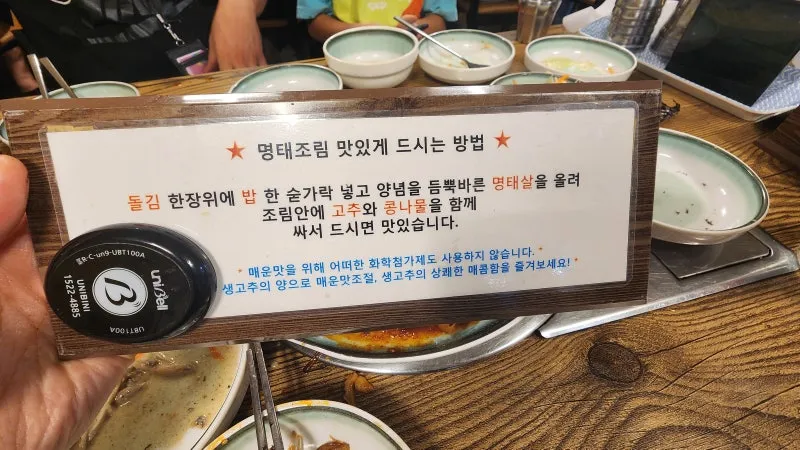 ★ 명태조림 맛있게 드시는 방법 ★
돌김 한장위에 밥 한 숟가락 넣고 양념을 듬뿍바른 명태살을 올려
조림안에 고추와 콩나물을 함께
싸서 드시면 맛있습니다.
* 매운맛을 위해 어떠한 화학첨가제도 사용하지 않습니다.
생고추의 양으로 매운맛조절, 생고추의 상쾌한 매콤함을 즐겨보세요! *
uniBell
B
UNIBINI
1522-4885
UBT100A